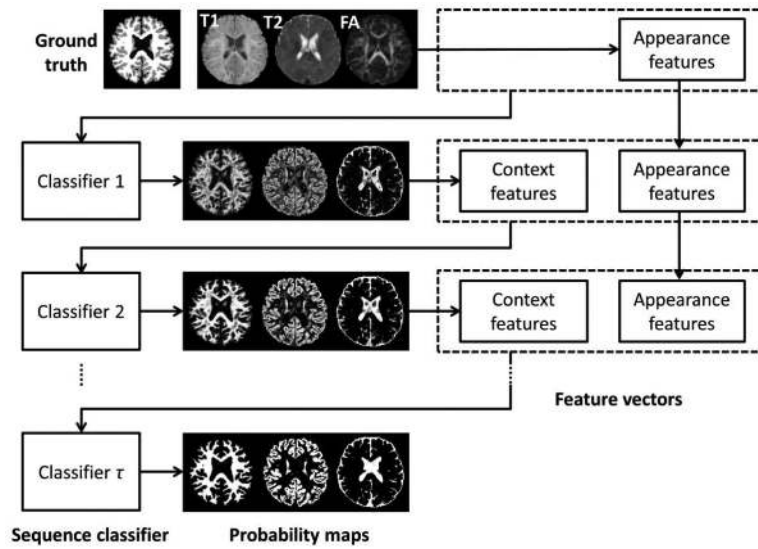 Ground
truth
T1 T2 FA
Appearance
features
Classifier 1
Context
features
Appearance
features
Classifier 2
Context
features
Appearance
features
Feature vectors
Classifier τ
Sequence classifier
Probability maps